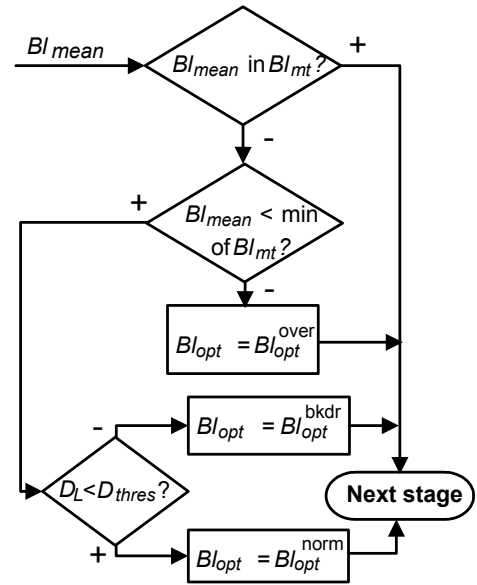 Bl mean
+
Bl mean in Bl mt ?
-
+
Bl mean < min
of Bl mt ?
-
Bl opt = Bl opt over
-
Bl opt = Bl opt bkdr
D L < D thres ?
Next stage
+
Bl opt = Bl opt norm